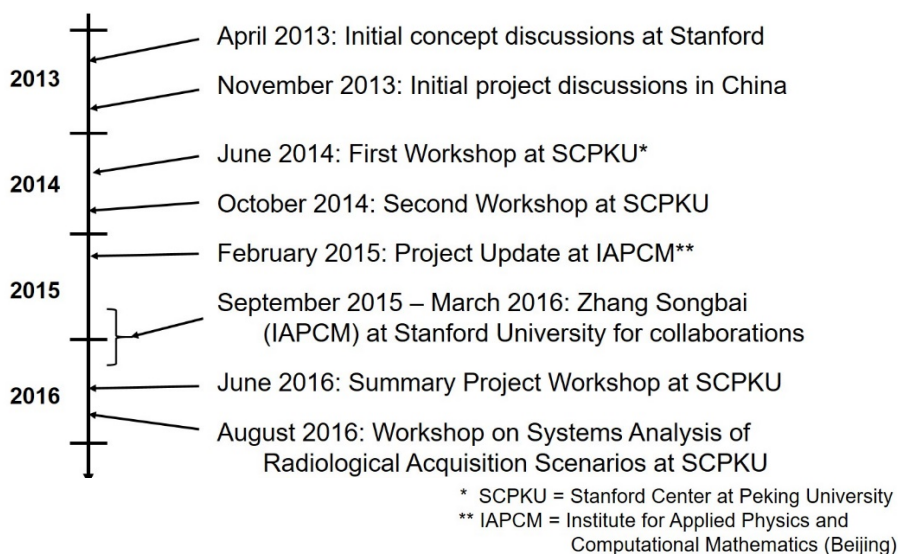 2013
April 2013: Initial concept discussions at Stanford
November 2013: Initial project discussions in China
2014
June 2014: First Workshop at SCPKU*
October 2014: Second Workshop at SCPKU
2015
February 2015: Project Update at IAPCM**
September 2015 – March 2016: Zhang Songbai
(IAPCM) at Stanford University for collaborations
2016
June 2016: Summary Project Workshop at SCPKU
August 2016: Workshop on Systems Analysis of
Radiological Acquisition Scenarios at SCPKU
* SCPKU = Stanford Center at Peking University
** IAPCM = Institute for Applied Physics and
Computational Mathematics (Beijing)